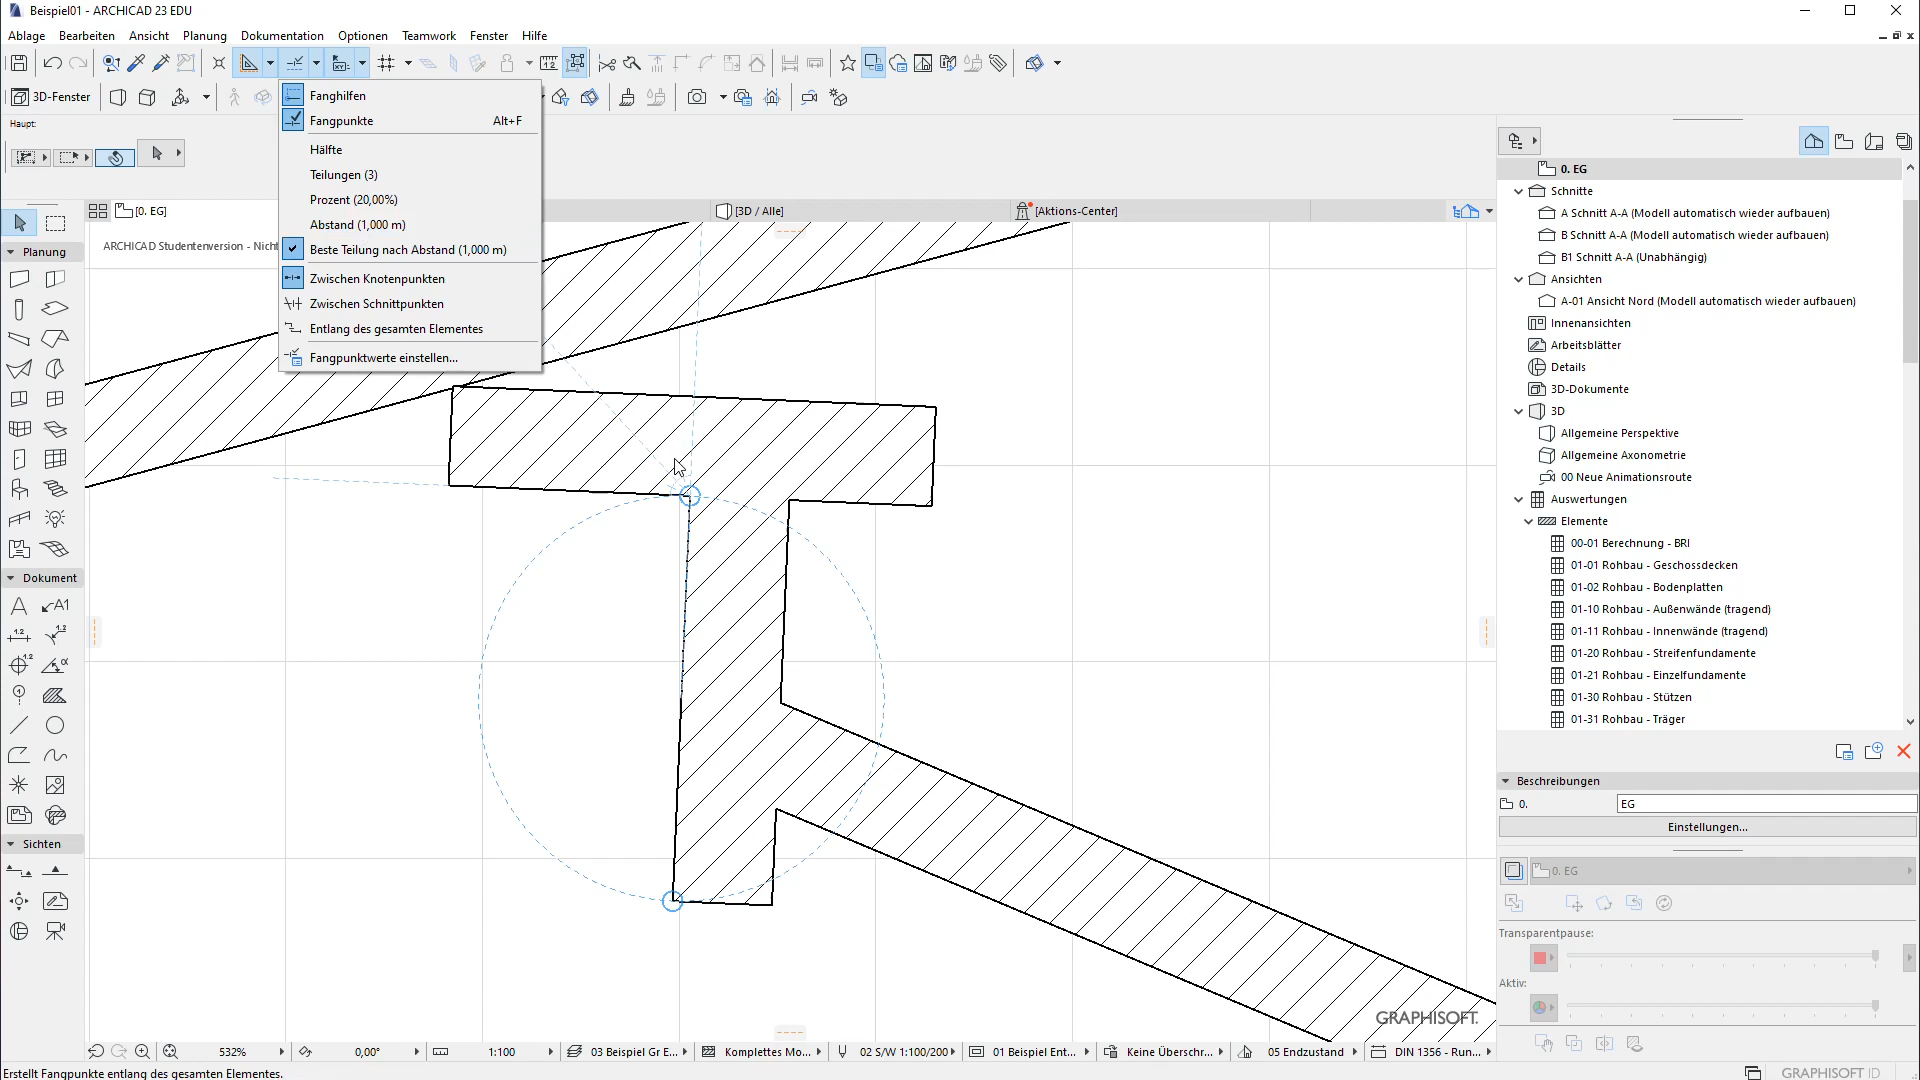 Beispiel01 - ARCHICAD 23 EDU
Ablage Bearbeiten Ansicht Planung Dokumentation Optionen Teamwork Fenster Hilfe
3D-Fenster
Haupt:
Fanghilfen
Fangpunkte Alt+F
Hälfte
Teilungen (3)
Prozent (20,00%)
Abstand (1,000 m)
Beste Teilung nach Abstand (1,000 m)
Zwischen Knotenpunkten
Zwischen Schnittpunkten
Entlang des gesamten Elementes
Fangpunktwerte einstellen...
[0. EG] [3D / Alle] [Aktions-Center]
ARCHICAD Studentenversion - Nicht
Planung
Dokument
A A1
1.2 1.2
1.2 α
1
Sichten
0. EG
Schnitte
A Schnitt A-A (Modell automatisch wieder aufbauen)
B Schnitt A-A (Modell automatisch wieder aufbauen)
B1 Schnitt A-A (Unabhängig)
Ansichten
A-01 Ansicht Nord (Modell automatisch wieder aufbauen)
Innenansichten
Arbeitsblätter
Details
3D-Dokumente
3D
Allgemeine Perspektive
Allgemeine Axonometrie
00 Neue Animationsroute
Auswertungen
Elemente
00-01 Berechnung - BRI
01-01 Rohbau - Geschossdecken
01-02 Rohbau - Bodenplatten
01-10 Rohbau - Außenwände (tragend)
01-11 Rohbau - Innenwände (tragend)
01-20 Rohbau - Streifenfundamente
01-21 Rohbau - Einzelfundamente
01-30 Rohbau - Stützen
01-31 Rohbau - Träger
Beschreibungen
0. EG
Einstellungen...
0. EG
Transparentpause:
Aktiv:
GRAPHISOFT.
532% 0,00° 1:100 03 Beispiel Gr E... Komplettes Mo... 02 S/W 1:100/200 01 Beispiel Ent... Keine Überschr... 05 Endzustand DIN 1356 - Run...
Erstellt Fangpunkte entlang des gesamten Elementes.
GRAPHISOFT ID